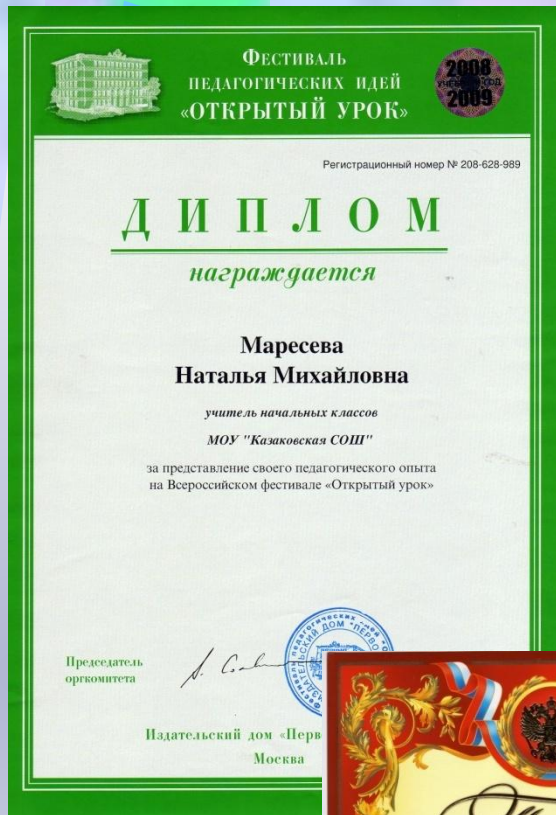 ФЕСТИВАЛЬ
ПЕДАГОГИЧЕСКИХ ИДЕЙ
«ОТКРЫТЫЙ УРОК»
2008
УЧЕБНЫЙ ГОД
2009
Регистрационный номер № 208-628-989
ДИПЛОМ
награждается
Маресева
Наталья Михайловна
учитель начальных классов
МОУ "Казаковская СОШ"
за представление своего педагогического опыта
на Всероссийском фестивале «Открытый урок»
Председатель
оргкомитета
Издательский дом «Перв
Москва